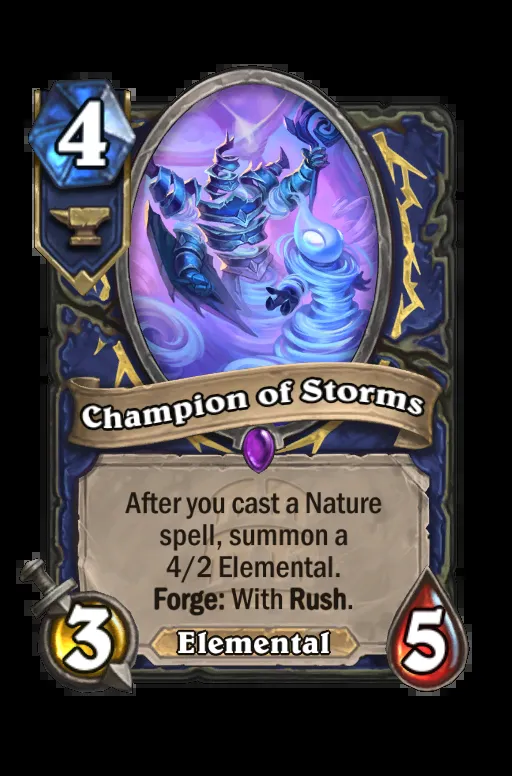 4
Champion of Storms
After you cast a Nature
spell, summon a
4/2 Elemental.
Forge: With Rush.
3
Elemental
5